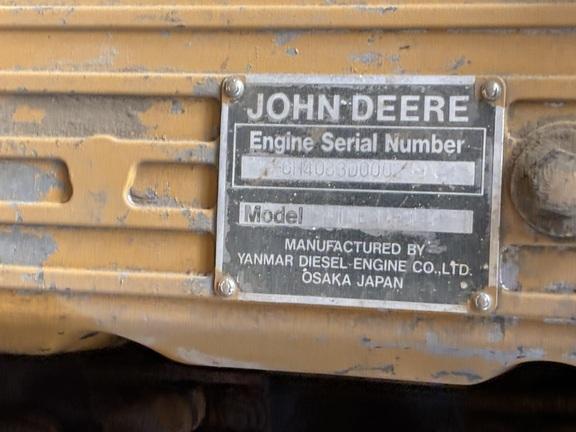 JOHN DEERE
Engine Serial Number
Model
MANUFACTURED BY
YANMAR DIESEL ENGINE CO.,LTD.
OSAKA JAPAN